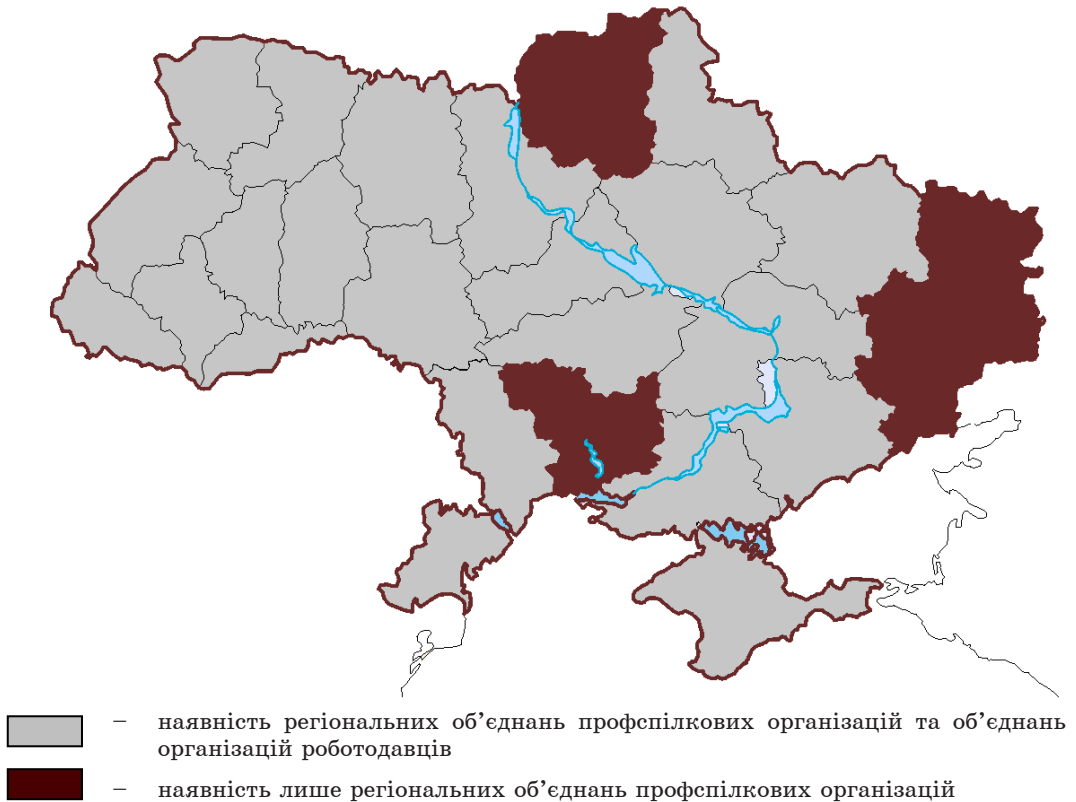 – наявність регіональних об’єднань профспілкових організацій та об’єднань
організацій роботодавців
– наявність лише регіональних об’єднань профспілкових організацій